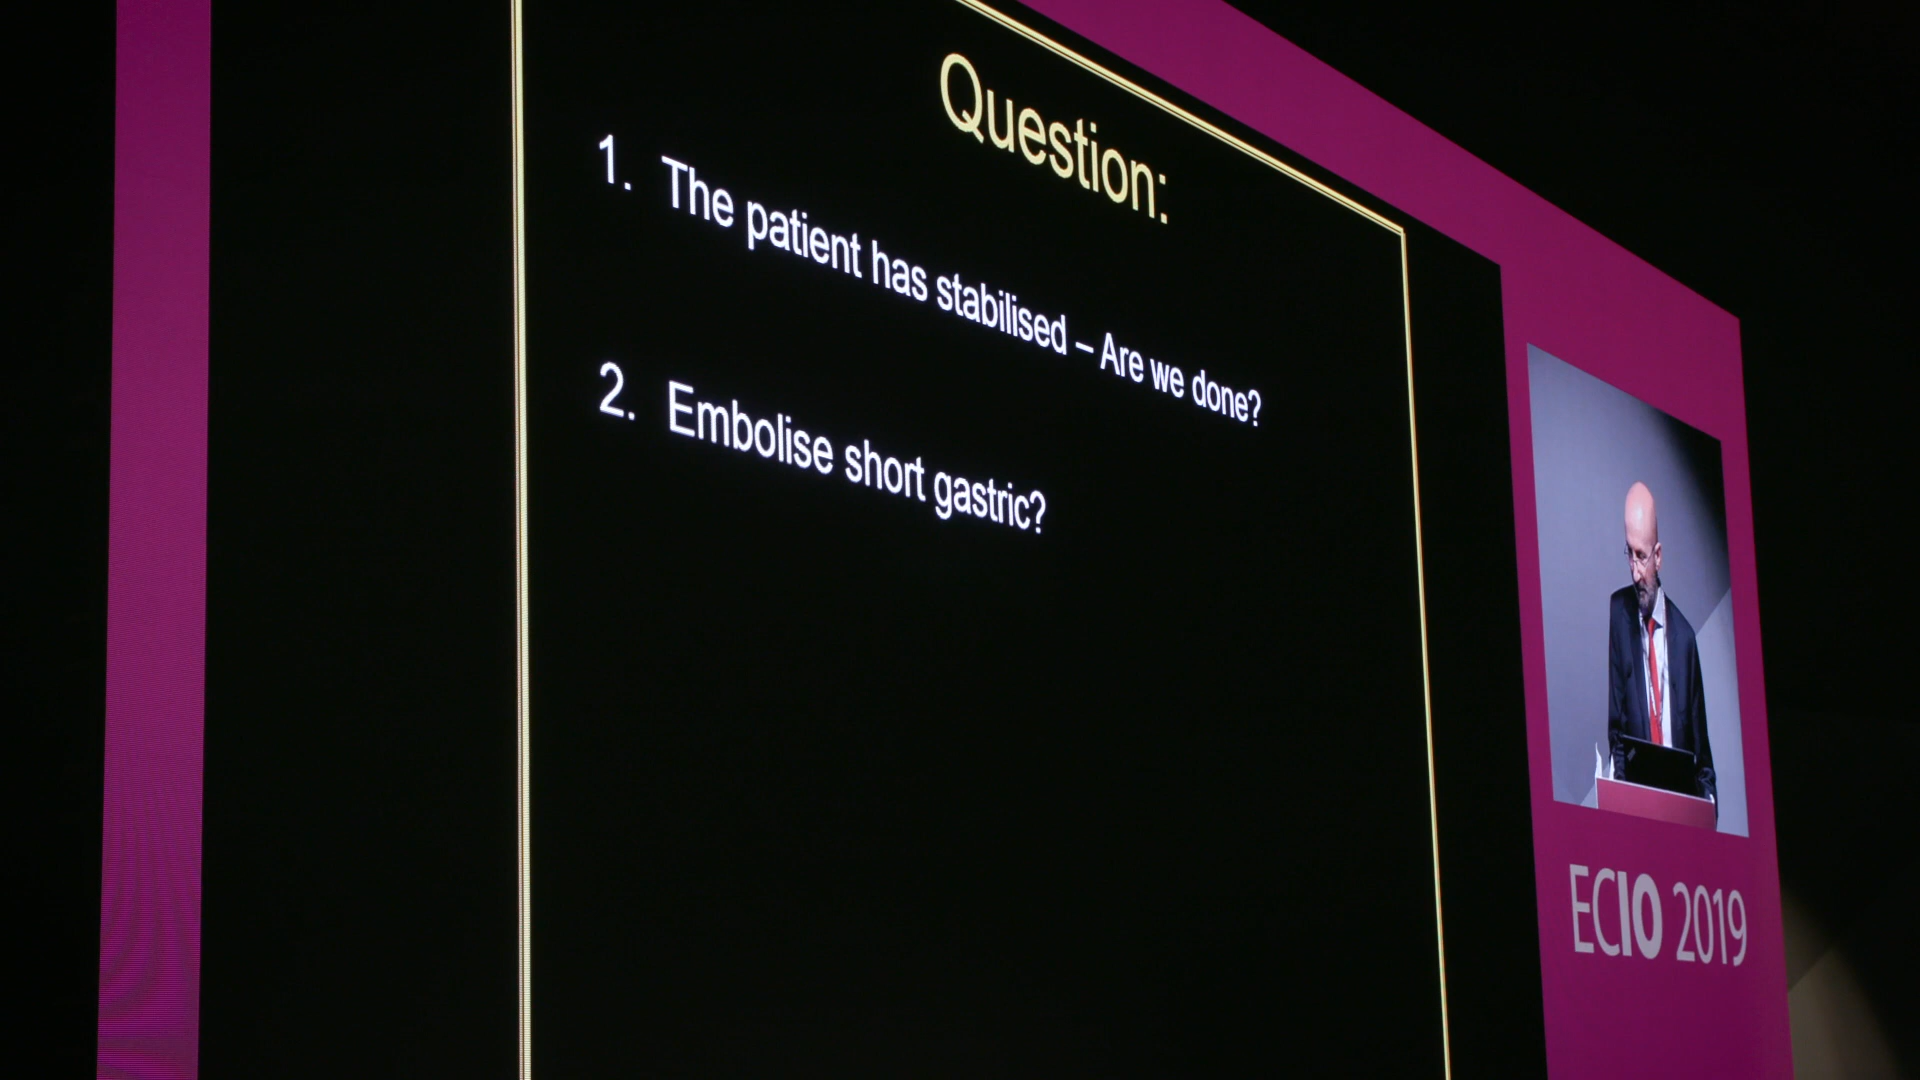 Question:
1. The patient has stabilised – Are we done?
2. Embolise short gastric?
ECIO 2019